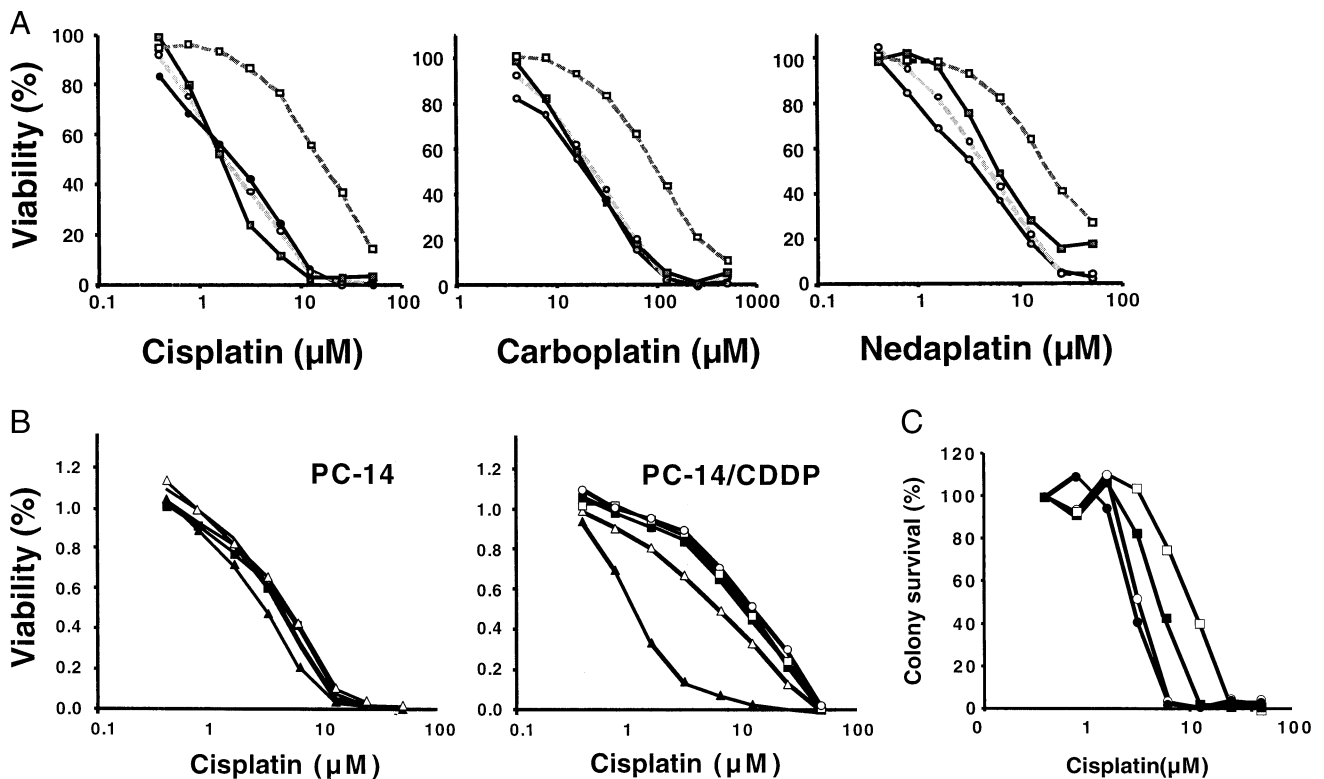 A
Viability (%)
100
80
60
40
20
0
0.1 1 10 100
Cisplatin (µM)
100
80
60
40
20
0
1 10 100 1000
Carboplatin (µM)
100
80
60
40
20
0
0.1 1 10 100
Nedaplatin (µM)
B
Viability (%)
1.2
1.0
0.8
0.6
0.4
0.2
0.0
0.1 1 10 100
PC-14
Cisplatin (µM)
1.2
1.0
0.8
0.6
0.4
0.2
0.0
0.1 1 10 100
PC-14/CDDP
Cisplatin (µM)
C
Colony survival (%)
120
100
80
60
40
20
0
0 1 10 100
Cisplatin(µM)